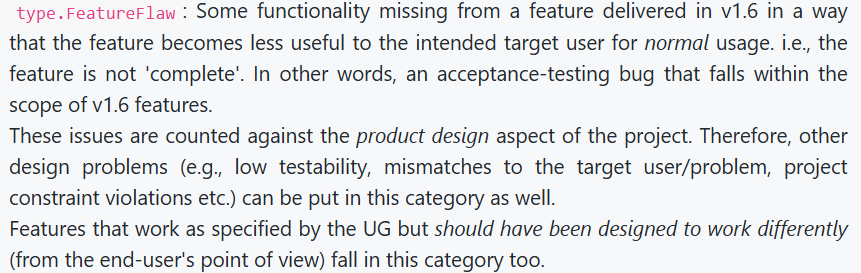 type.FeatureFlaw : Some functionality missing from a feature delivered in v1.6 in a way
that the feature becomes less useful to the intended target user for normal usage. i.e., the
feature is not 'complete'. In other words, an acceptance-testing bug that falls within the
scope of v1.6 features.
These issues are counted against the product design aspect of the project. Therefore, other
design problems (e.g., low testability, mismatches to the target user/problem, project
constraint violations etc.) can be put in this category as well.
Features that work as specified by the UG but should have been designed to work differently
(from the end-user's point of view) fall in this category too.